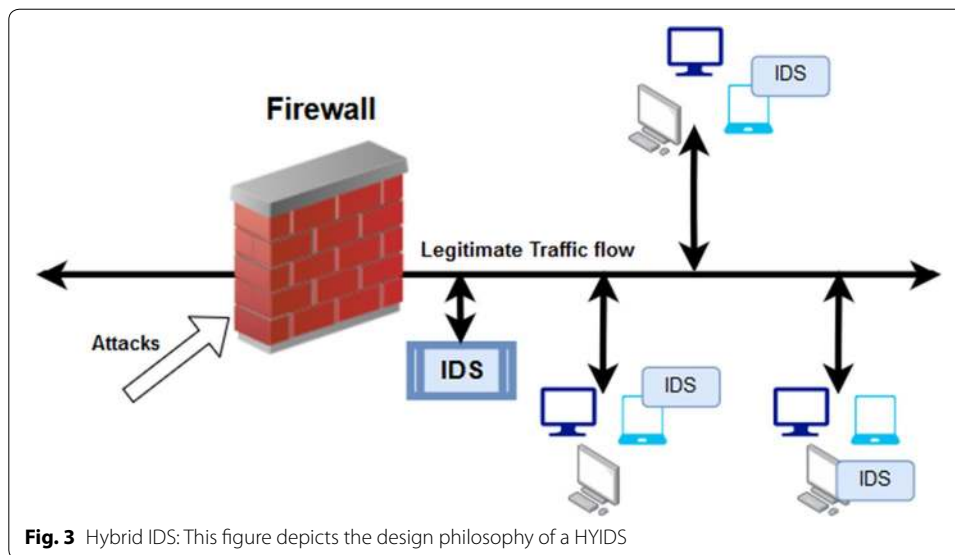 IDS
Firewall
Legitimate Traffic flow
Attacks
IDS
IDS
IDS
Fig. 3 Hybrid IDS: This figure depicts the design philosophy of a HYIDS